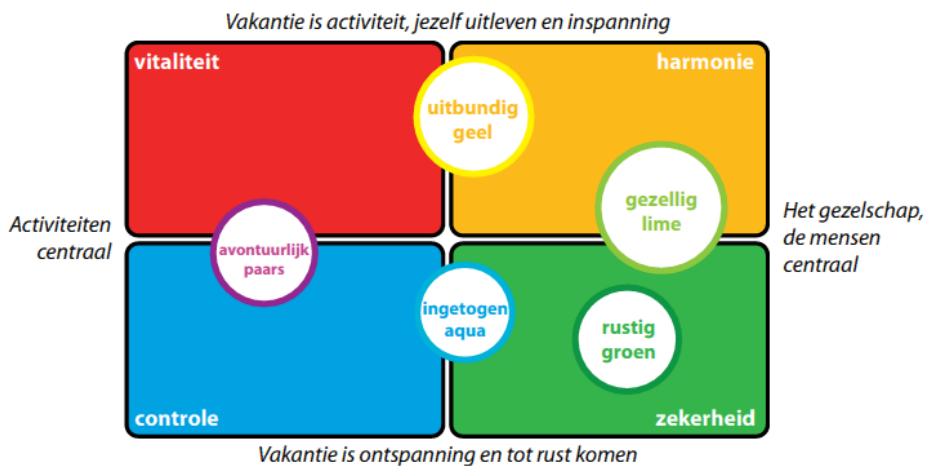 Vakantie is activiteit, jezelf uitleven en inspanning
vitaliteit
harmonie
uitbundig
geel
gezellig
lime
Activiteiten
centraal
Het gezelschap,
de mensen
centraal
avontuurlijk
paars
ingetogen
aqua
rustig
groen
controle
zekerheid
Vakantie is ontspanning en tot rust komen